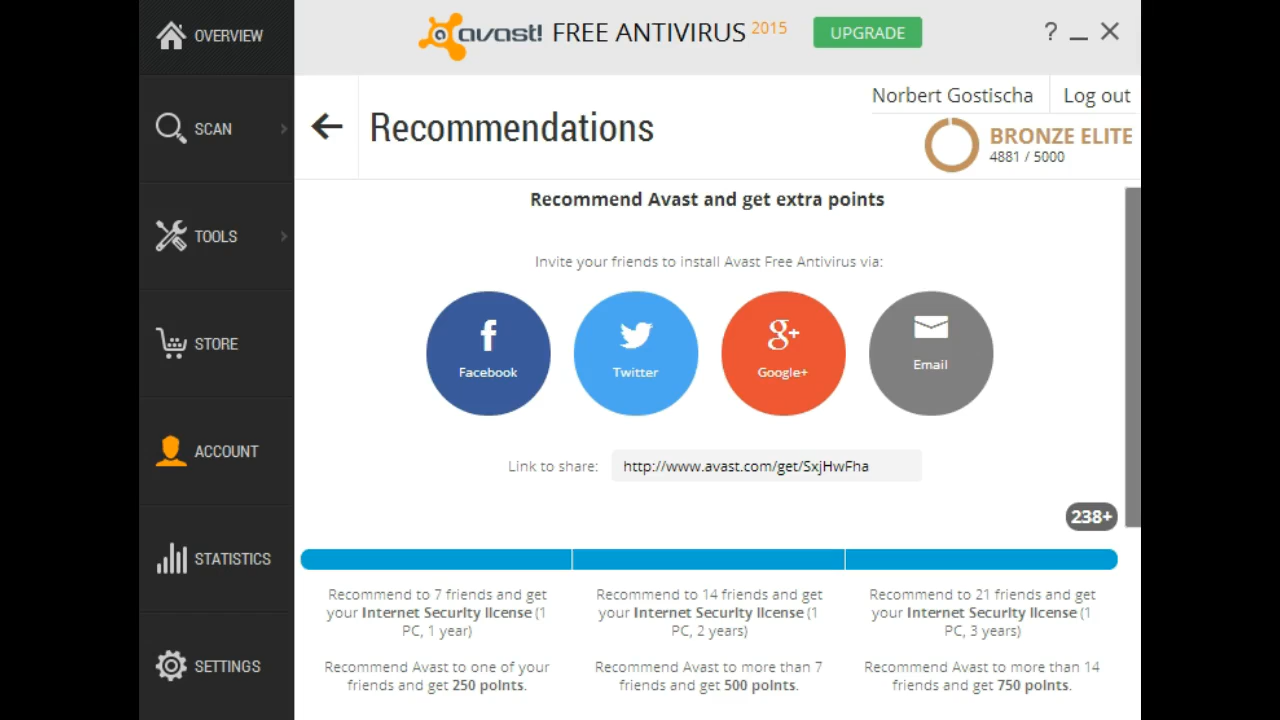 OVERVIEW
SCAN
TOOLS
STORE
ACCOUNT
STATISTICS
SETTINGS
avast! FREE ANTIVIRUS 2015
UPGRADE
?
Recommendations
Norbert Gostischa
Log out
BRONZE ELITE
4881 / 5000
Recommend Avast and get extra points
Invite your friends to install Avast Free Antivirus via:
f
Facebook
Twitter
g+
Google+
Email
Link to share: http://www.avast.com/get/SxjHwFha
238+
Recommend to 7 friends and get
your Internet Security license (1
PC, 1 year)
Recommend Avast to one of your
friends and get 250 points.
Recommend to 14 friends and get
your Internet Security license (1
PC, 2 years)
Recommend Avast to more than 7
friends and get 500 points.
Recommend to 21 friends and get
your Internet Security license (1
PC, 3 years)
Recommend Avast to more than 14
friends and get 750 points.